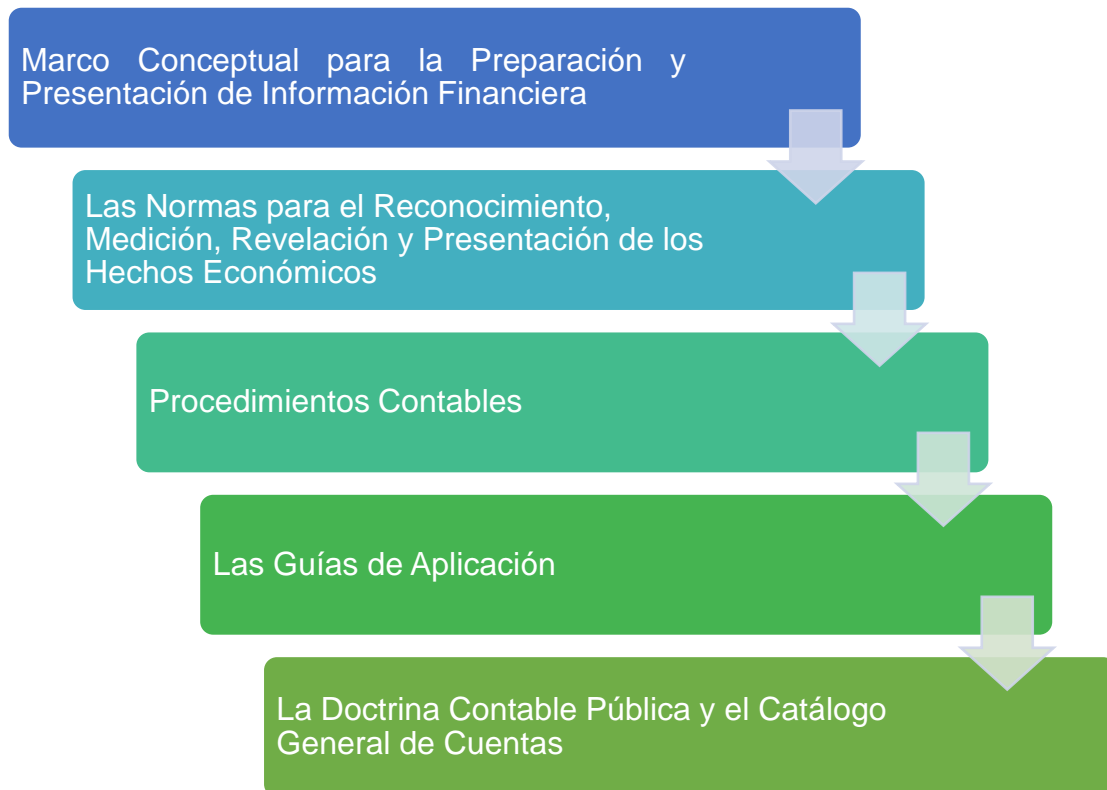 Marco Conceptual para la Preparación y
Presentación de Información Financiera
Las Normas para el Reconocimiento,
Medición, Revelación y Presentación de los
Hechos Económicos
Procedimientos Contables
Las Guías de Aplicación
La Doctrina Contable Pública y el Catálogo
General de Cuentas